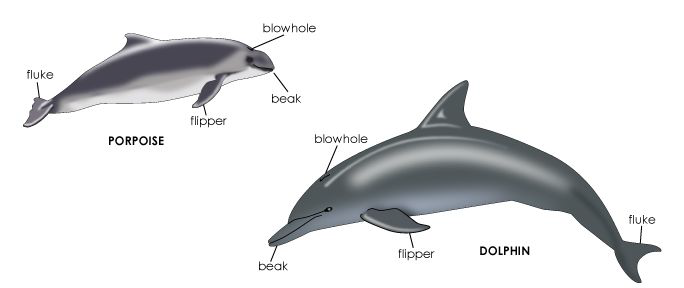 blowhole
fluke
beak
flipper
PORPOISE
blowhole
fluke
flipper
DOLPHIN
beak